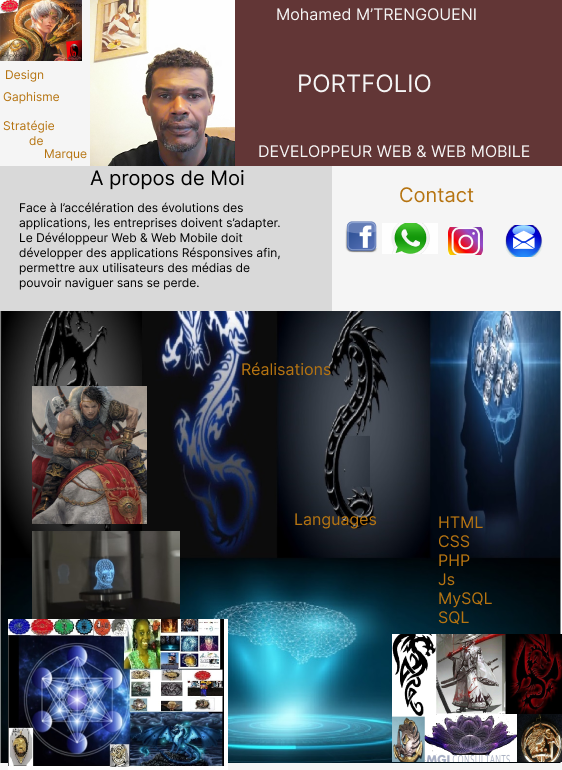 Mohamed M'TRENGOUENI
Design
PORTFOLIO
Gaphisme
Stratégie
de
Marque
DEVELOPPEUR WEB & WEB MOBILE
A propos de Moi
Contact
Face à l'accélération des évolutions des
applications, les entreprises doivent s'adapter.
Le Dévéloppeur Web & Web Mobile doit
développer des applications Résponsives afin,
permettre aux utilisateurs des médias de
pouvoir naviguer sans se perde.
Réalisations
Languages
HTML
CSS
PHP
Js
MySQL
SQL
MGI CONSULTANTS